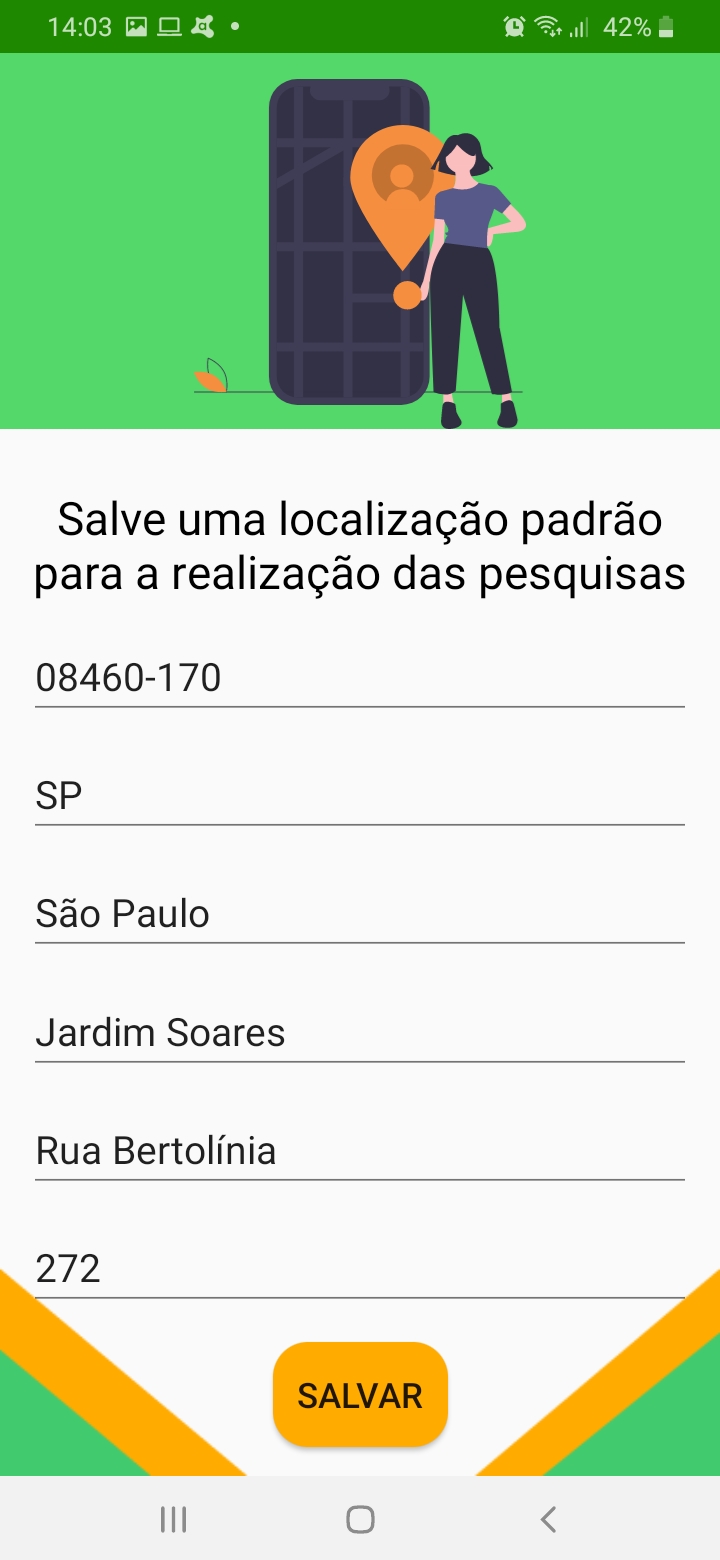 14:03
42%
Salve uma localização padrão
para a realização das pesquisas
08460-170
SP
São Paulo
Jardim Soares
Rua Bertolínia
272
SALVAR